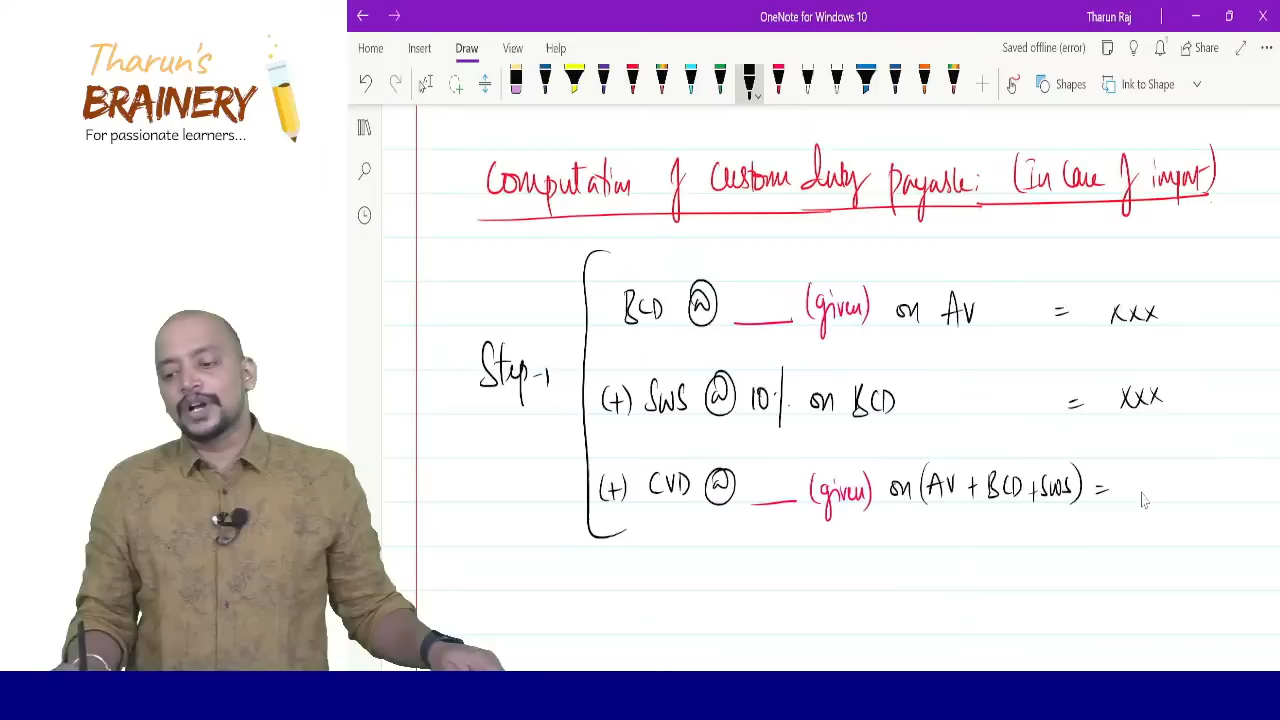 Tharun's
BRAINERY
For passionate learners...
OneNote for Windows 10
Tharun Raj
Home Insert Draw View Help
Saved offline (error)
Share
Shapes
Ink to Shape
Computation of custom duty payable: (In case of import)
Step-1
BCD @ ___ (given) on AV = xxx
(+) SWS @ 10% on BCD = xxx
(+) CVD @ ___ (given) on (AV + BCD + SWS) =